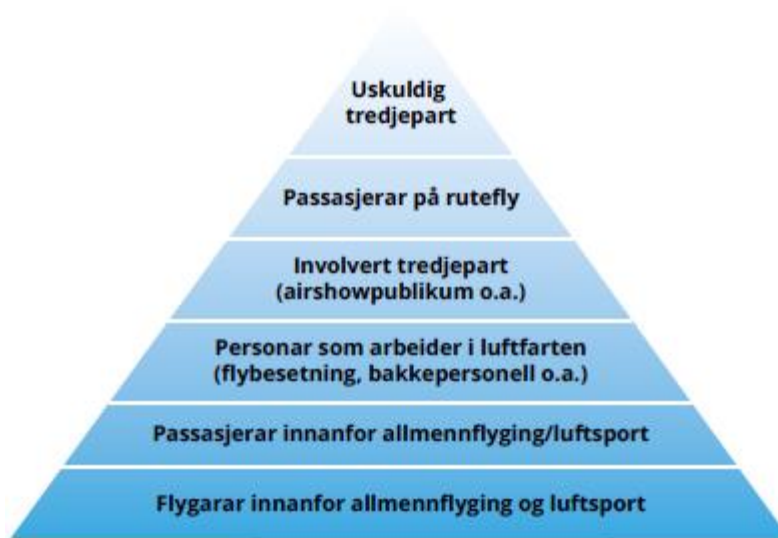 Uskuldig
tredjepart
Passasjerar på rutefly
Involvert tredjepart
(airshowpublikum o.a.)
Personar som arbeider i luftfarten
(flybesetning, bakkepersonell o.a.)
Passasjerar innanfor allmennflyging/luftsport
Flygarar innanfor allmennflyging og luftsport